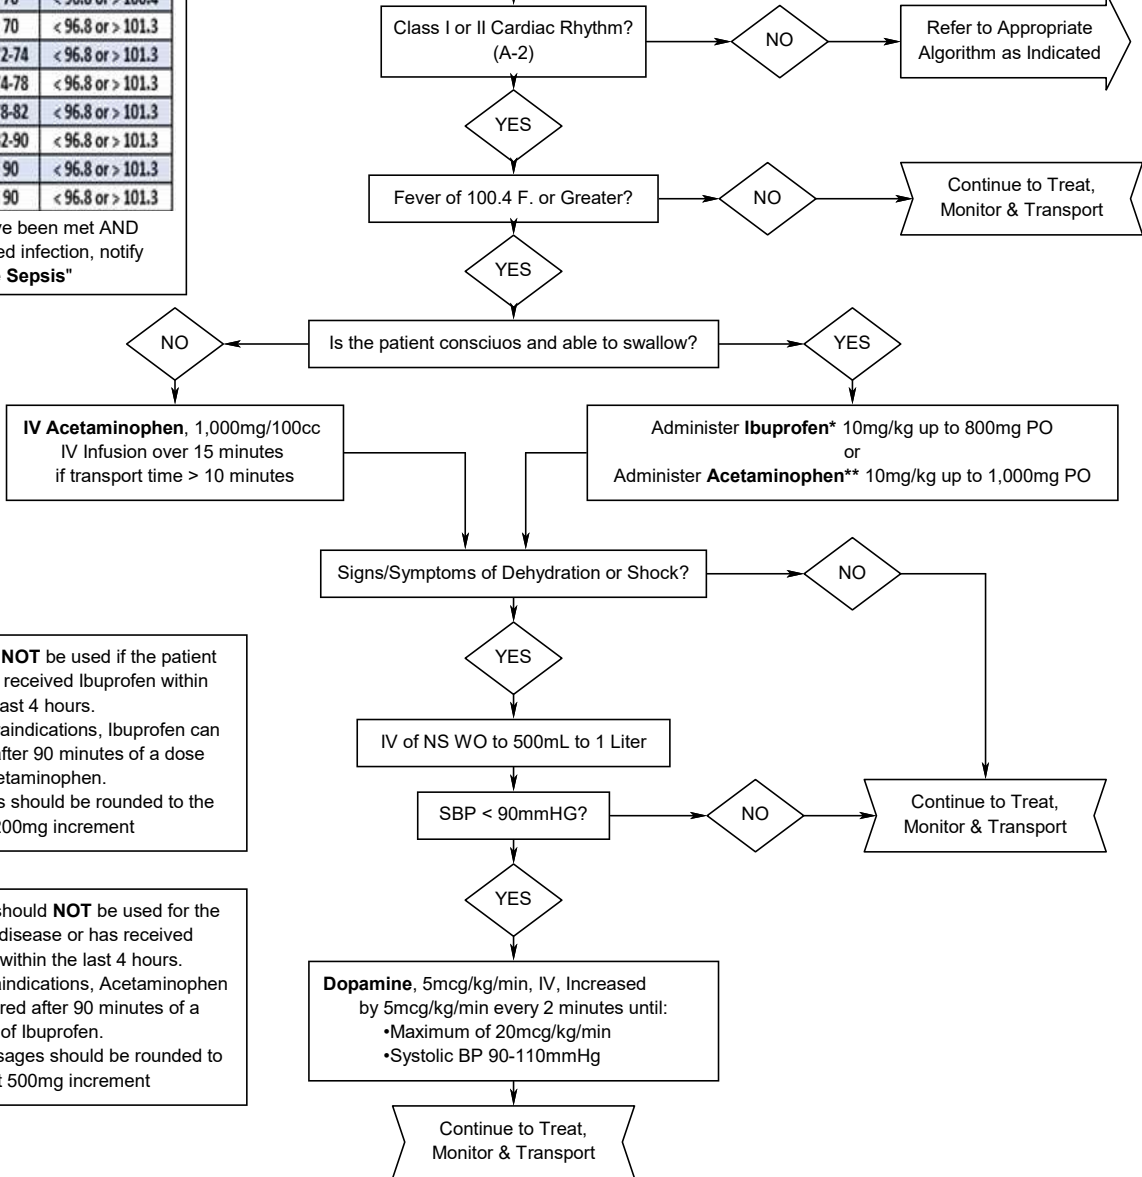 70 < 96.8 or > 101.3
2-74 < 96.8 or > 101.3
4-78 < 96.8 or > 101.3
8-82 < 96.8 or > 101.3
2-90 < 96.8 or > 101.3
90 < 96.8 or > 101.3
90 < 96.8 or > 101.3
ve been met AND
ed infection, notify
Sepsis"
Class I or II Cardiac Rhythm?
(A-2)
NO
Refer to Appropriate
Algorithm as Indicated
YES
Fever of 100.4 F. or Greater?
NO
Continue to Treat,
Monitor & Transport
YES
NO
Is the patient consciuos and able to swallow?
YES
IV Acetaminophen, 1,000mg/100cc
IV Infusion over 15 minutes
if transport time > 10 minutes
Administer Ibuprofen* 10mg/kg up to 800mg PO
or
Administer Acetaminophen** 10mg/kg up to 1,000mg PO
Signs/Symptoms of Dehydration or Shock?
NO
YES
NOT be used if the patient
received Ibuprofen within
ast 4 hours.
raindications, Ibuprofen can
after 90 minutes of a dose
etaminophen.
s should be rounded to the
200mg increment
IV of NS WO to 500mL to 1 Liter
SBP < 90mmHG?
NO
Continue to Treat,
Monitor & Transport
YES
should NOT be used for the
disease or has received
within the last 4 hours.
aindications, Acetaminophen
red after 90 minutes of a
of Ibuprofen.
sages should be rounded to
t 500mg increment
Dopamine, 5mcg/kg/min, IV, Increased
by 5mcg/kg/min every 2 minutes until:
•Maximum of 20mcg/kg/min
•Systolic BP 90-110mmHg
Continue to Treat,
Monitor & Transport